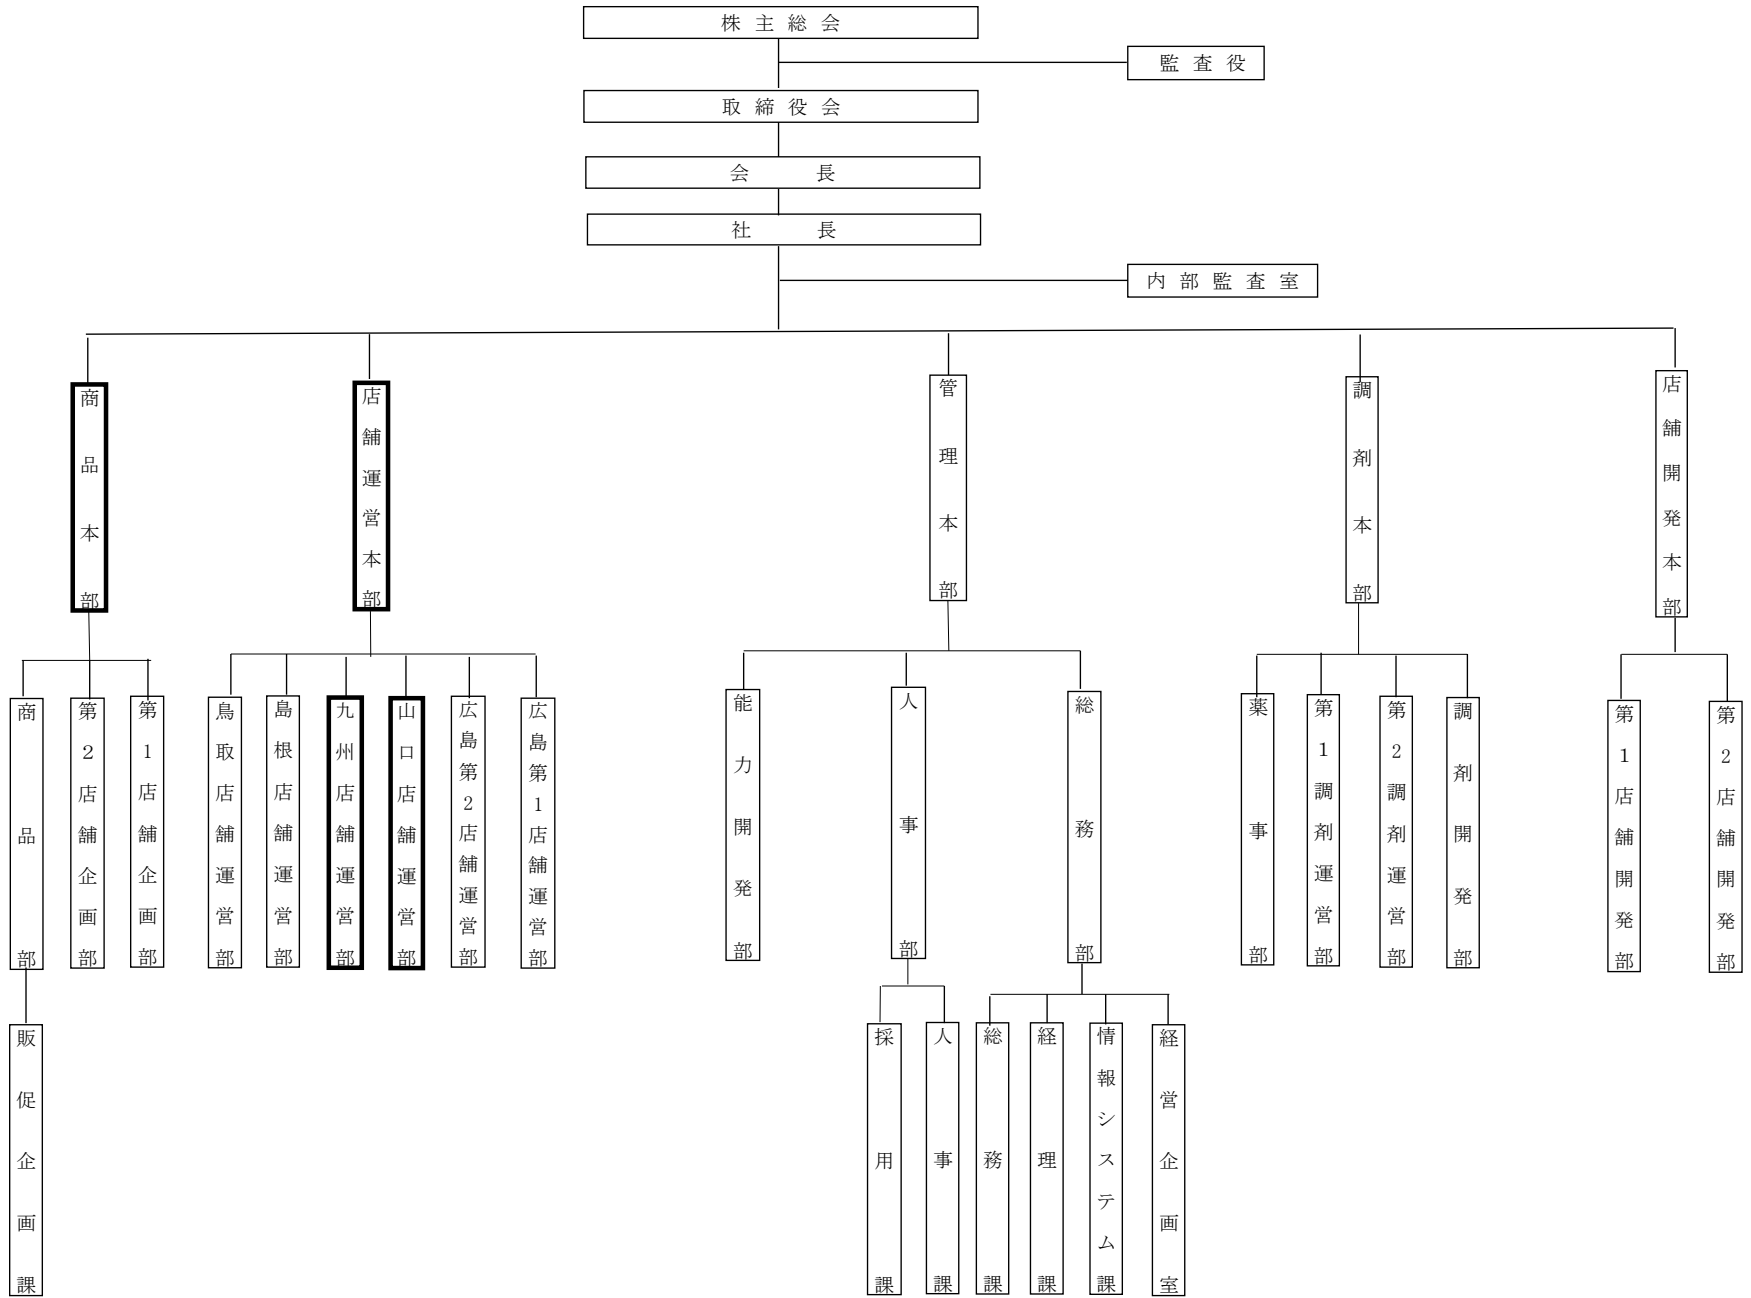 株主総会
監査役
取締役会
会長
社長
内部監査室
商品本部
店舗運営本部
管理本部
調剤本部
店舗開発本部
商品部
第2店舗企画部
第1店舗企画部
鳥取店舗運営部
島根店舗運営部
九州店舗運営部
山口店舗運営部
広島第2店舗運営部
広島第1店舗運営部
能力開発部
人事部
総務部
薬事部
第1調剤運営部
第2調剤運営部
調剤開発部
第1店舗開発部
第2店舗開発部
販促企画課
採用課
人事課
総務課
経理課
情報システム課
経営企画室